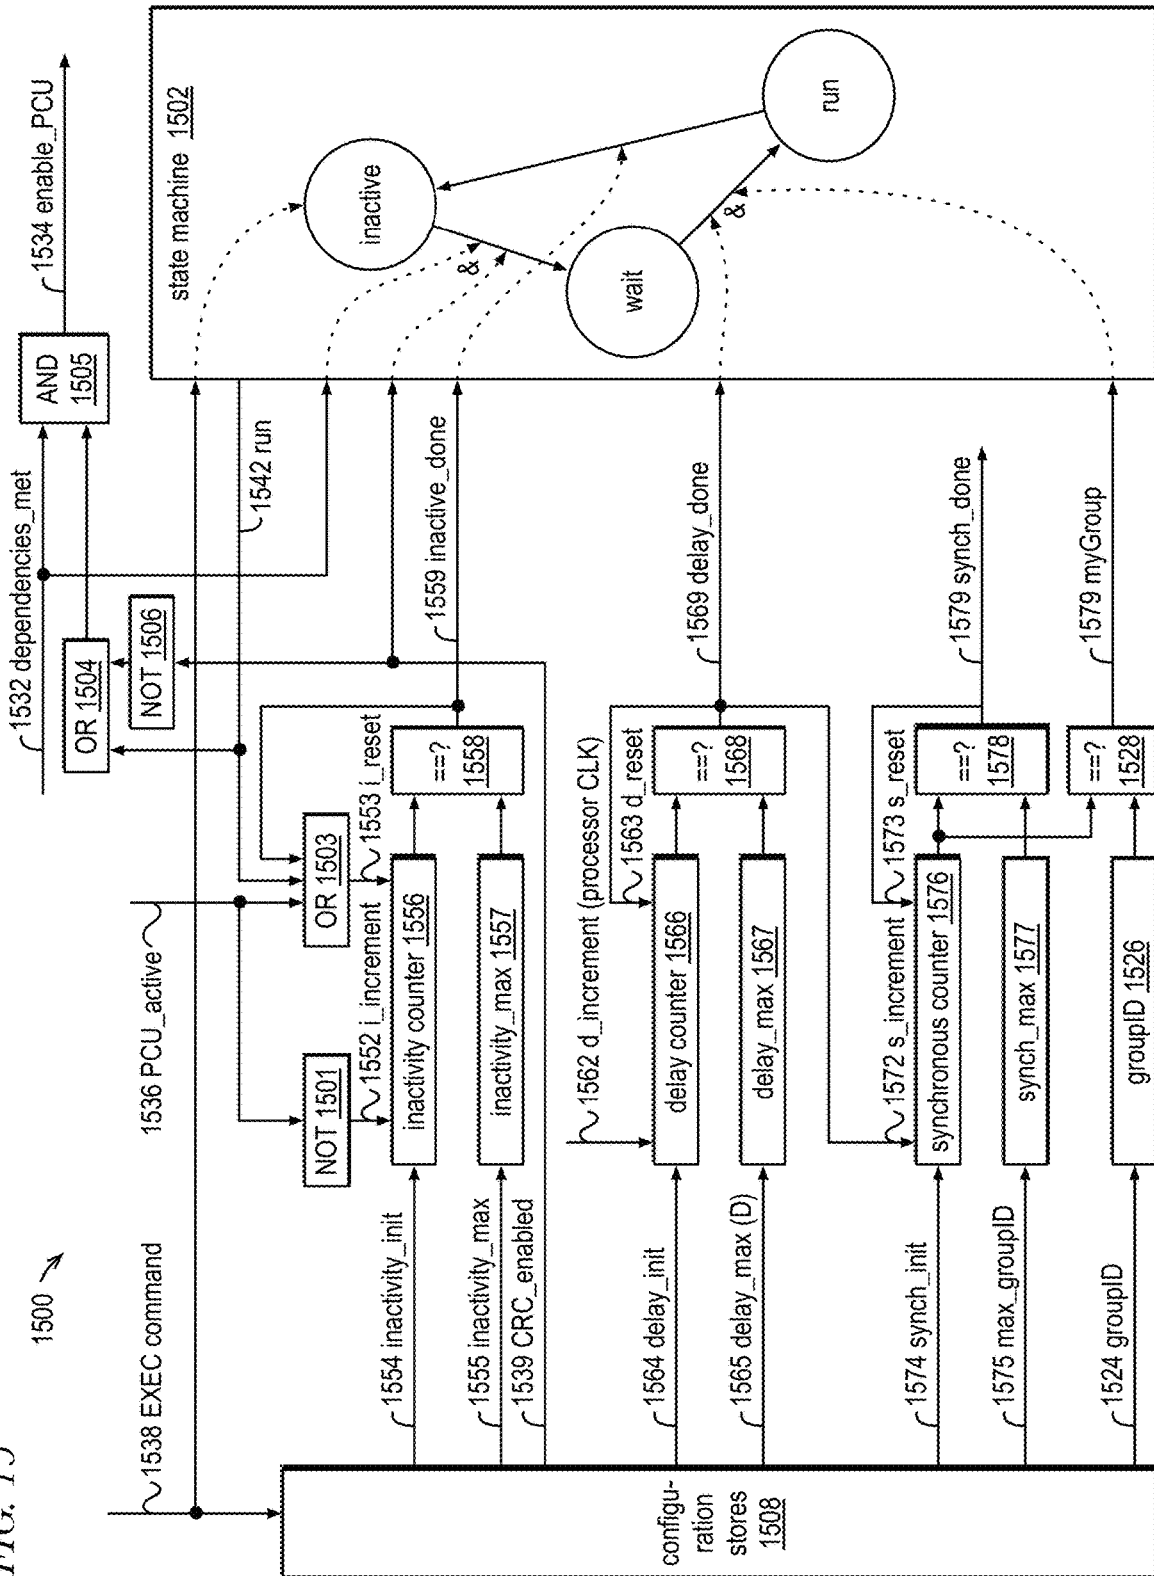 FIG. 15
1500
1538 EXEC command
1536 PCU_active
1532 dependencies_met
1534 enable_PCU
AND
1505
OR 1504
NOT 1506
1542 run
state machine 1502
inactive
wait
run
&
&
NOT 1501
OR 1503
1552 i_increment
1553 i_reset
1554 inactivity_init
inactivity counter 1556
==?
1558
1559 inactive_done
1555 inactivity_max
inactivity_max 1557
1539 CRC_enabled
1562 d_increment (processor CLK)
1563 d_reset
1564 delay_init
delay counter 1566
==?
1568
1569 delay_done
1565 delay_max (D)
delay_max 1567
configu-
ration
stores
1508
1572 s_increment
1573 s_reset
1574 synch_init
synchronous counter 1576
==?
1578
1579 synch_done
1575 max_groupID
synch_max 1577
1524 groupID
groupID 1526
==?
1528
1579 myGroup